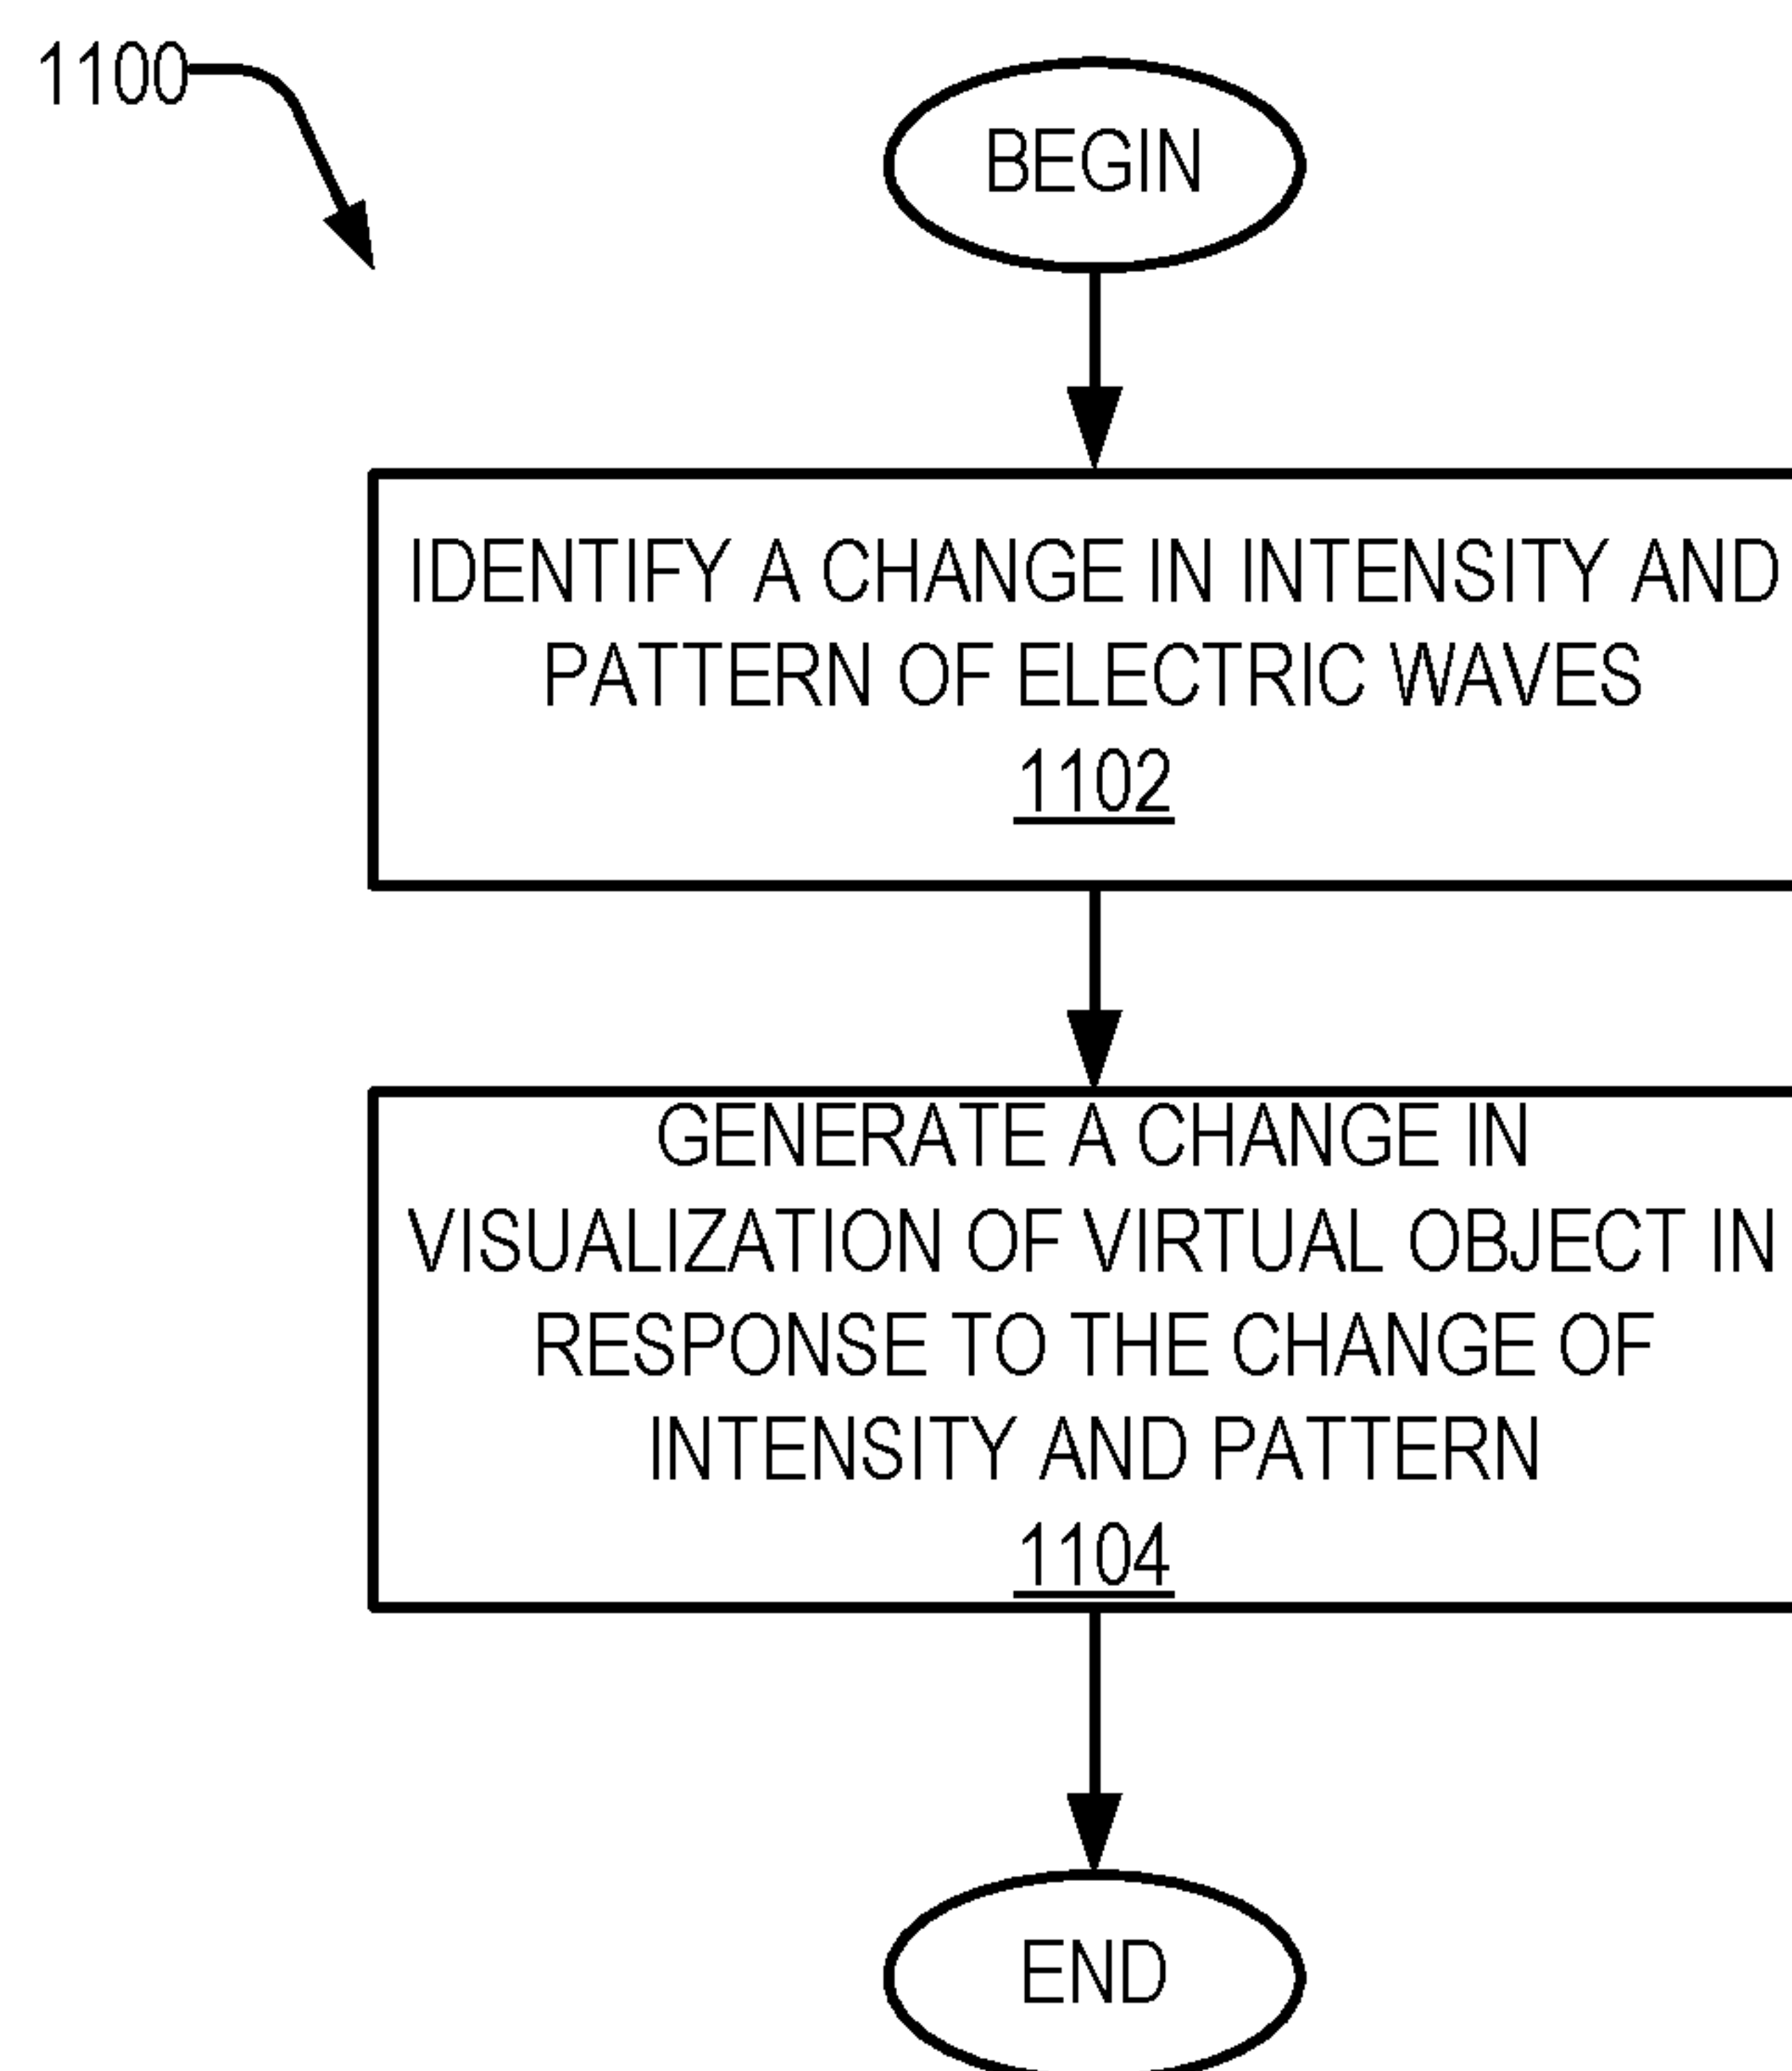 1100
BEGIN
IDENTIFY A CHANGE IN INTENSITY AND
PATTERN OF ELECTRIC WAVES
1102
GENERATE A CHANGE IN
VISUALIZATION OF VIRTUAL OBJECT IN
RESPONSE TO THE CHANGE OF
INTENSITY AND PATTERN
1104
END